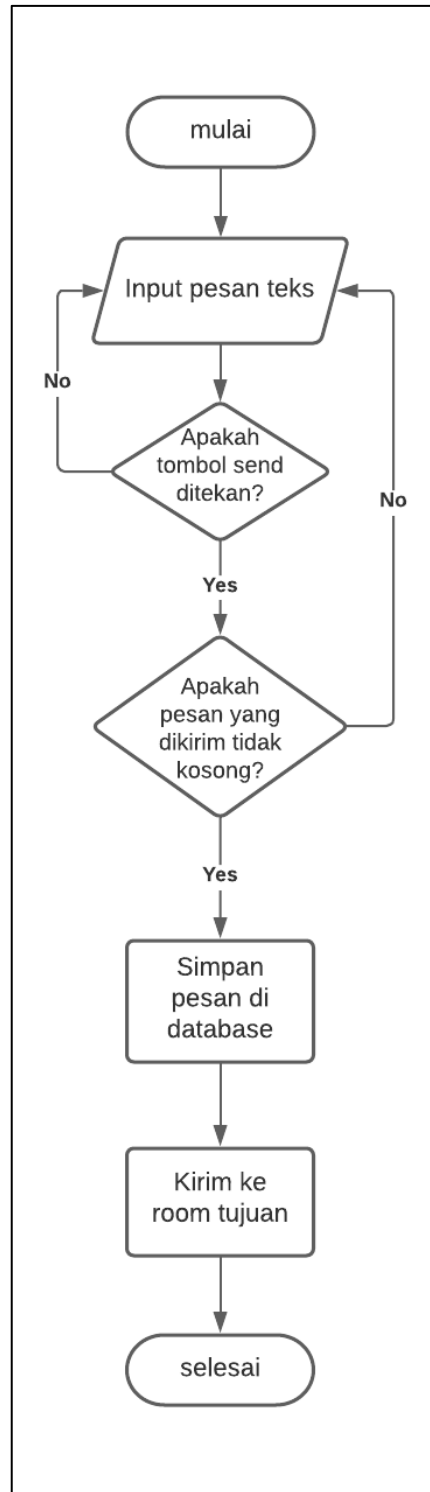 mulai
Input pesan teks
No
Apakah
tombol send
ditekan?
No
Yes
Apakah
pesan yang
dikirim tidak
kosong?
Yes
Simpan
pesan di
database
Kirim ke
room tujuan
selesai